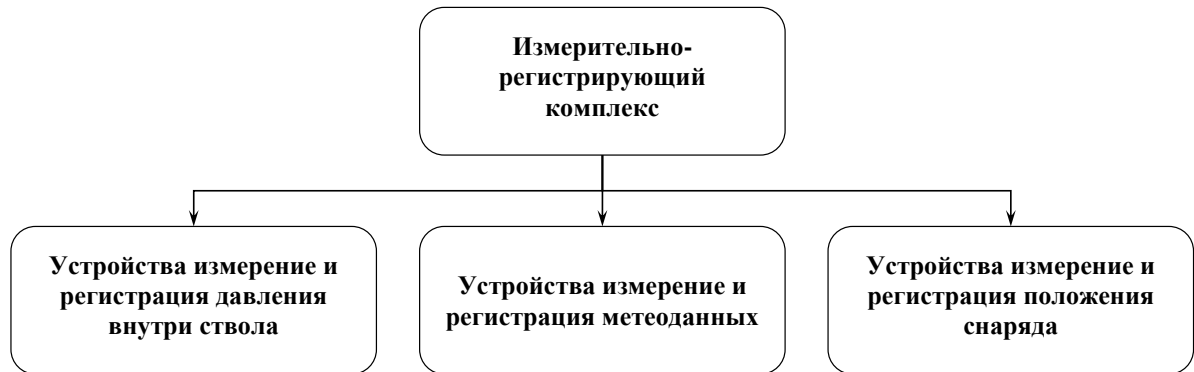 Измерительно-
регистрирующий
комплекс
Устройства измерение и
регистрация давления
внутри ствола
Устройства измерение и
регистрация метеоданных
Устройства измерение и
регистрация положения
снаряда